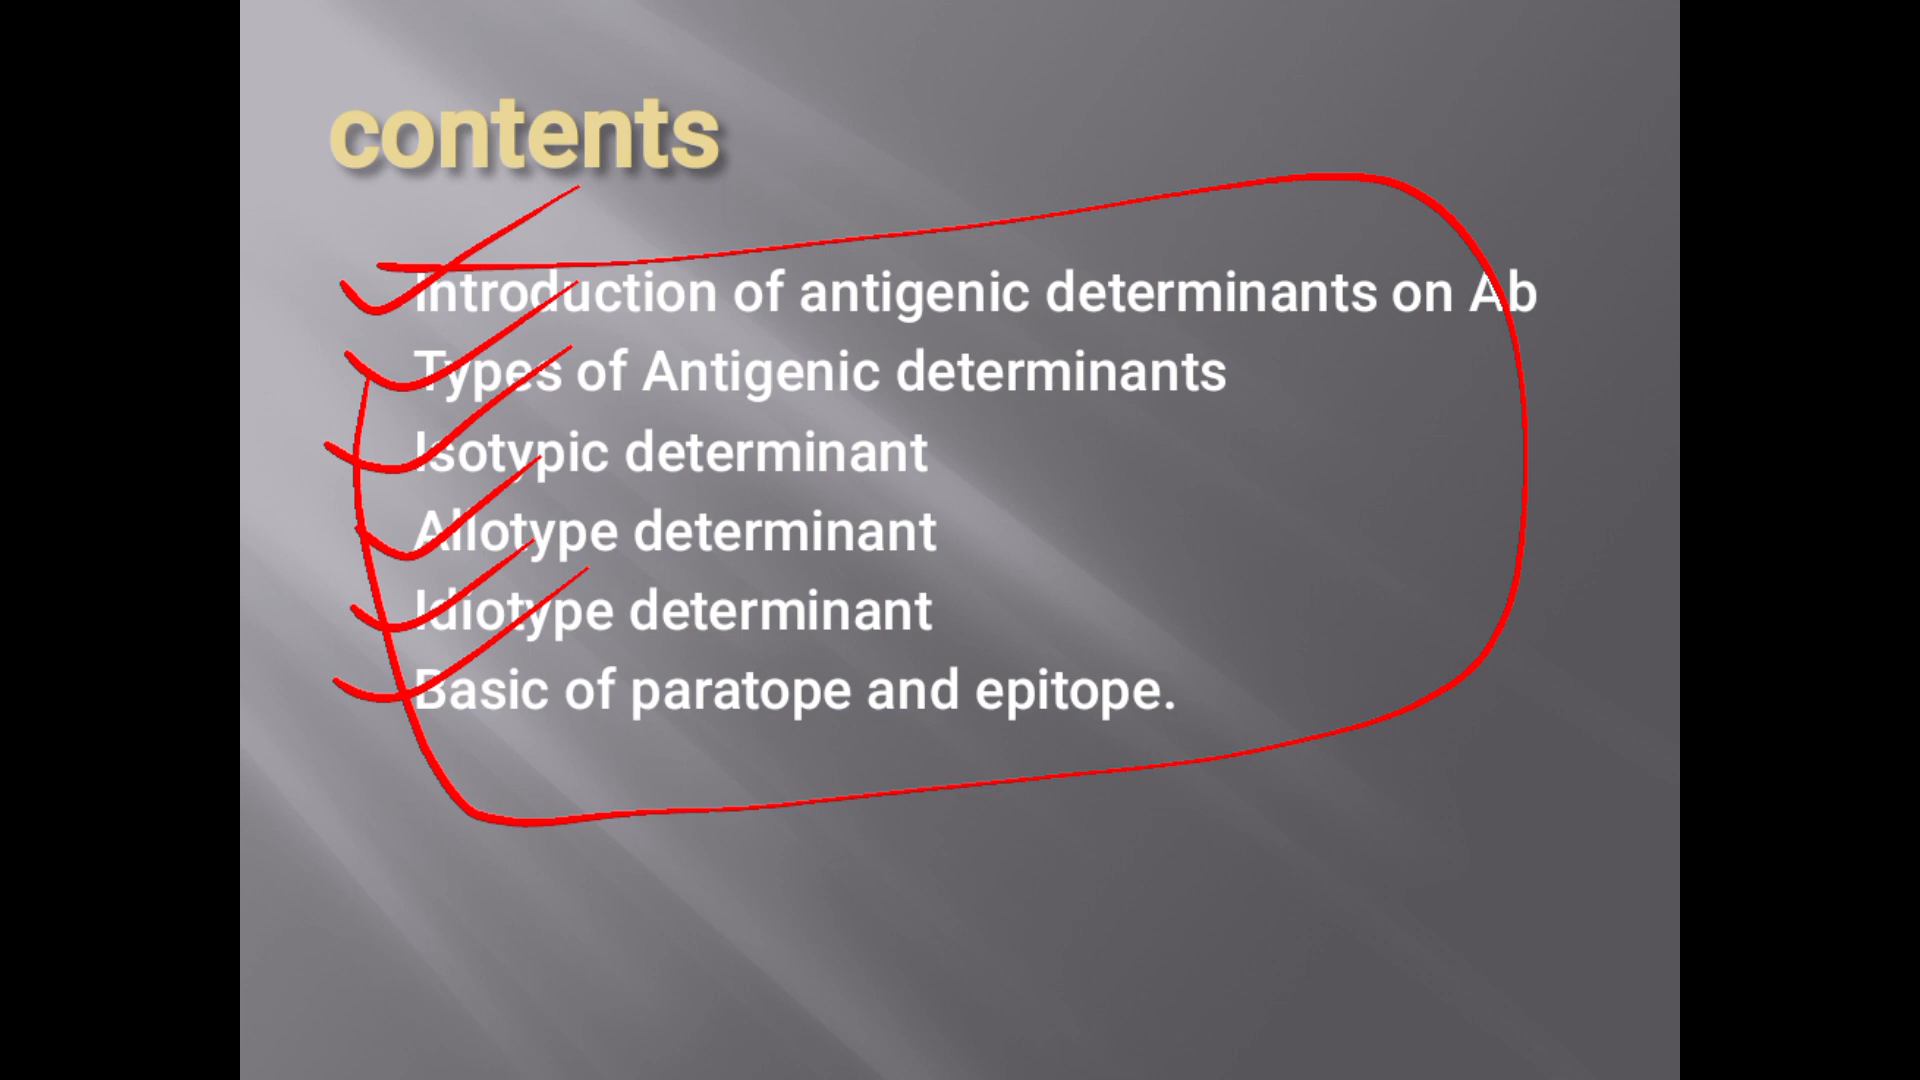 contents
Introduction of antigenic determinants on Ab
Types of Antigenic determinants
Isotypic determinant
Allotype determinant
Idiotype determinant
Basic of paratope and epitope.